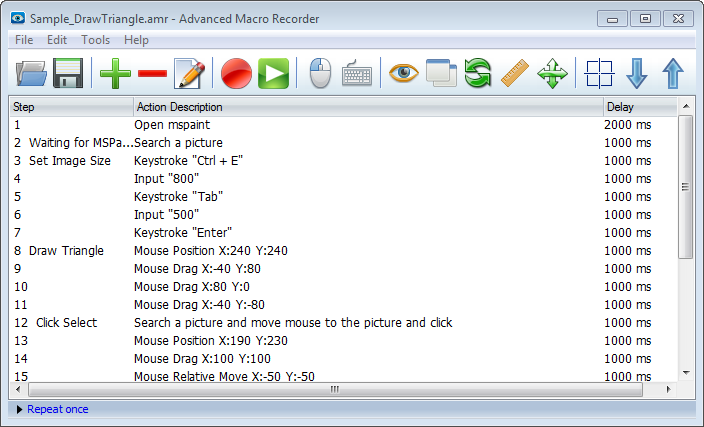 Sample_DrawTriangle.amr - Advanced Macro Recorder
File Edit Tools Help
Step Action Description Delay
1 Open mspaint 2000 ms
2 Waiting for MSPa... Search a picture 1000 ms
3 Set Image Size Keystroke "Ctrl + E" 1000 ms
4 Input "800" 1000 ms
5 Keystroke "Tab" 1000 ms
6 Input "500" 1000 ms
7 Keystroke "Enter" 1000 ms
8 Draw Triangle Mouse Position X:240 Y:240 1000 ms
9 Mouse Drag X:-40 Y:80 1000 ms
10 Mouse Drag X:80 Y:0 1000 ms
11 Mouse Drag X:-40 Y:-80 1000 ms
12 Click Select Search a picture and move mouse to the picture and click 1000 ms
13 Mouse Position X:190 Y:230 1000 ms
14 Mouse Drag X:100 Y:100 1000 ms
15 Mouse Relative Move X:-50 Y:-50 1000 ms
Repeat once